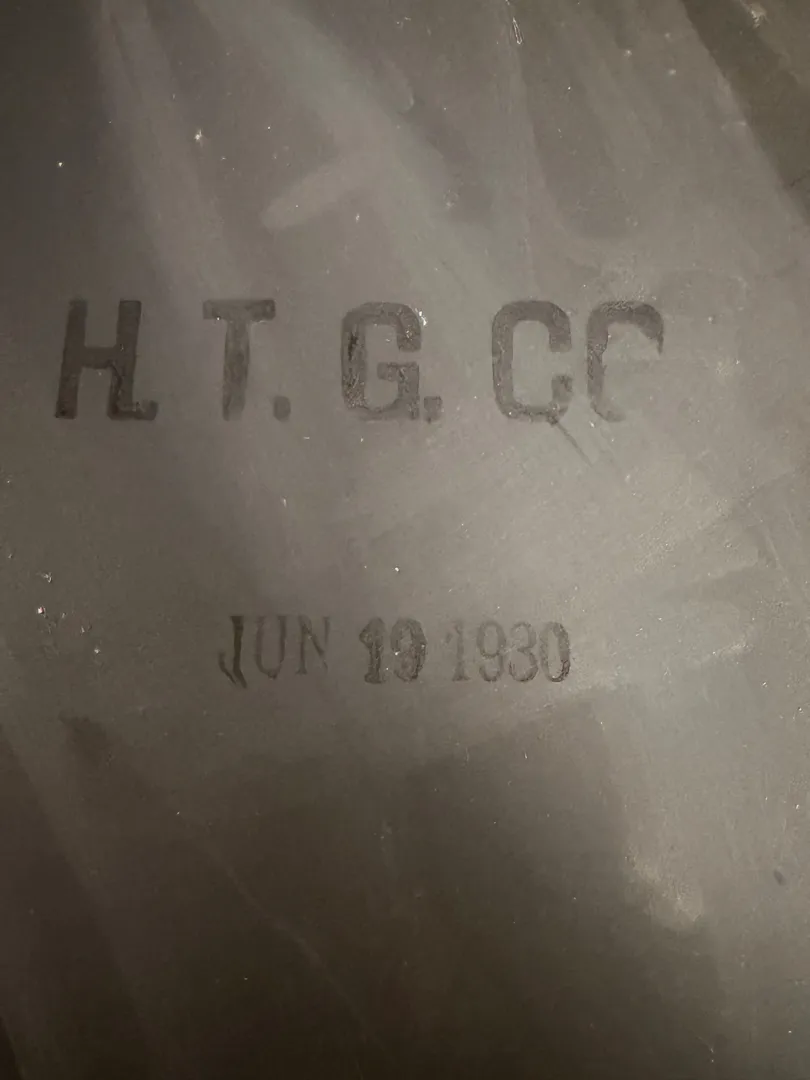 H. T. G. CO
JUN 19 1930